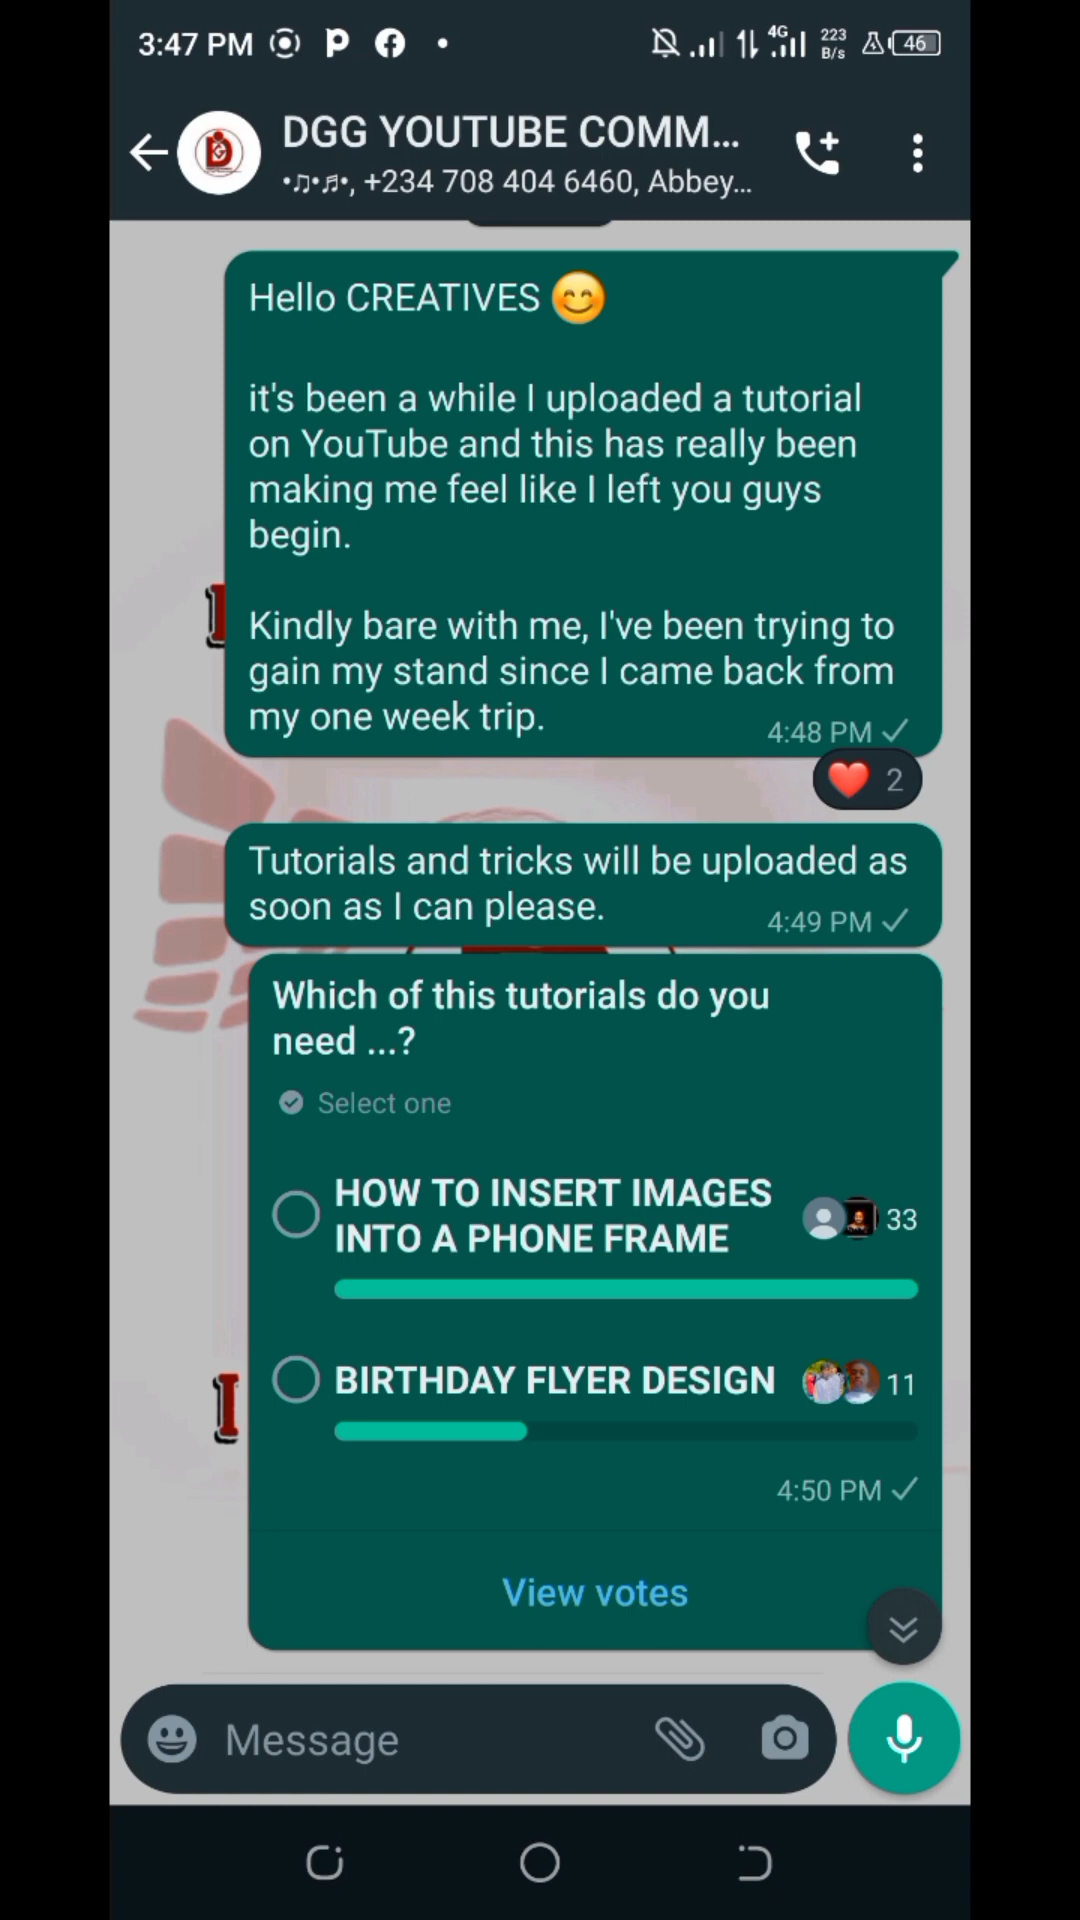 3:47 PM
4G
223
B/s
46
DGG YOUTUBE COMM...
+234 708 404 6460, Abbey...
Hello CREATIVES 😊
it's been a while I uploaded a tutorial
on YouTube and this has really been
making me feel like I left you guys
begin.
Kindly bare with me, I've been trying to
gain my stand since I came back from
my one week trip.
4:48 PM
❤️ 2
Tutorials and tricks will be uploaded as
soon as I can please.
4:49 PM
Which of this tutorials do you
need ...?
Select one
HOW TO INSERT IMAGES
INTO A PHONE FRAME
33
BIRTHDAY FLYER DESIGN
11
4:50 PM
View votes
Message